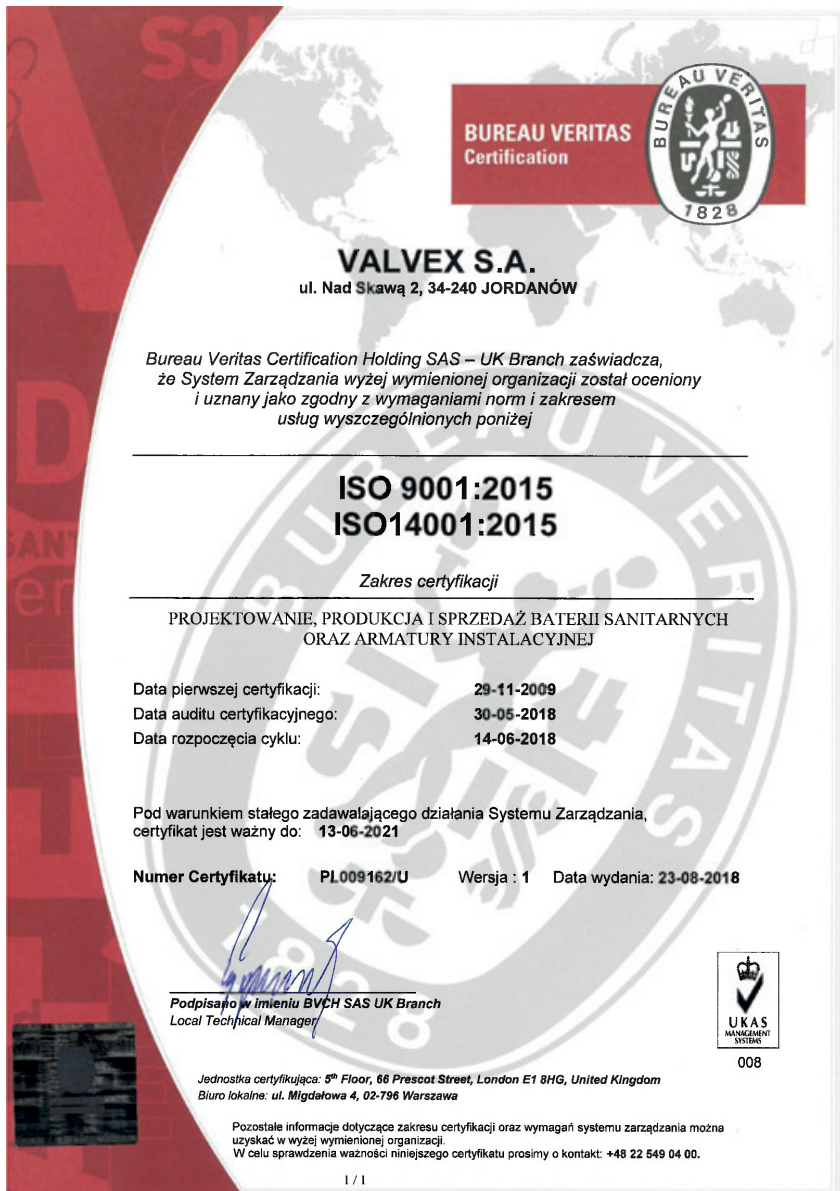 BUREAU VERITAS
Certification
BUREAU VERITAS
1828
VALVEX S.A.
ul. Nad Skawą 2, 34-240 JORDANÓW
Bureau Veritas Certification Holding SAS – UK Branch zaświadcza,
że System Zarządzania wyżej wymienionej organizacji został oceniony
i uznany jako zgodny z wymaganiami norm i zakresem
usług wyszczególnionych poniżej
ISO 9001:2015
ISO14001:2015
Zakres certyfikacji
PROJEKTOWANIE, PRODUKCJA I SPRZEDAŻ BATERII SANITARNYCH
ORAZ ARMATURY INSTALACYJNEJ
Data pierwszej certyfikacji: 29-11-2009
Data auditu certyfikacyjnego: 30-05-2018
Data rozpoczęcia cyklu: 14-06-2018
Pod warunkiem stałego zadawalającego działania Systemu Zarządzania,
certyfikat jest ważny do: 13-06-2021
Numer Certyfikatu: PL009162/U Wersja : 1 Data wydania: 23-08-2018
BUREAU VERITAS
1828
Podpisano w imieniu BVCH SAS UK Branch
Local Technical Manager
UKAS
MANAGEMENT
SYSTEMS
008
Jednostka certyfikująca: 5th Floor, 66 Prescot Street, London E1 8HG, United Kingdom
Biuro lokalne: ul. Migdałowa 4, 02-796 Warszawa
Pozostałe informacje dotyczące zakresu certyfikacji oraz wymagań systemu zarządzania można
uzyskać w wyżej wymienionej organizacji.
W celu sprawdzenia ważności niniejszego certyfikatu prosimy o kontakt: +48 22 549 04 00.
1 / 1